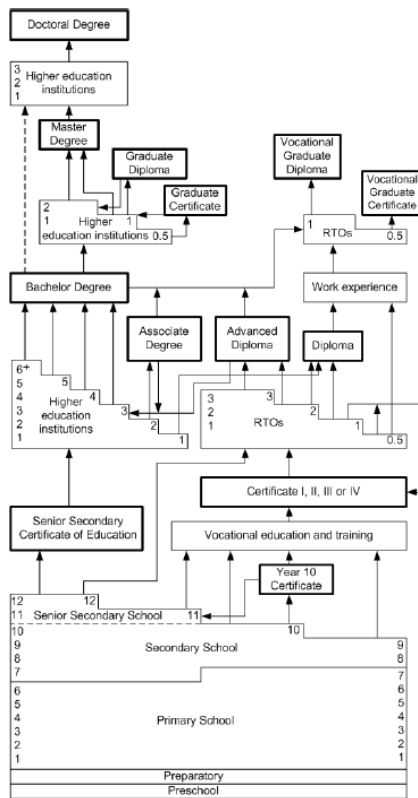 Doctoral Degree
3
2
1
Higher education
institutions
Master
Degree
Graduate
Diploma
Graduate
Certificate
2
1
1
0.5
Higher
education institutions
Vocational
Graduate
Diploma
Vocational
Graduate
Certificate
1
RTOs
0.5
Bachelor Degree
Work experience
Associate
Degree
Advanced
Diploma
Diploma
6+
5
4
3
2
1
5
4
3
2
1
Higher
education
institutions
3
2
1
3
2
1
0.5
RTOs
Certificate I, II, III or IV
Senior Secondary
Certificate of Education
Vocational education and training
Year 10
Certificate
12
11
12
11
Senior Secondary School
10
9
8
7
10
9
8
Secondary School
7
6
5
4
3
2
1
6
5
4
3
2
1
Primary School
Preparatory
Preschool